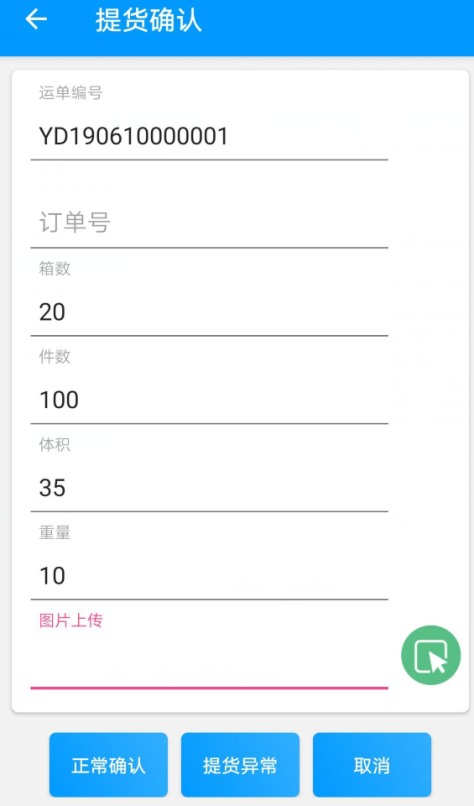 提货确认
运单编号
YD190610000001
订单号
箱数
20
件数
100
体积
35
重量
10
图片上传
正常确认
提货异常
取消